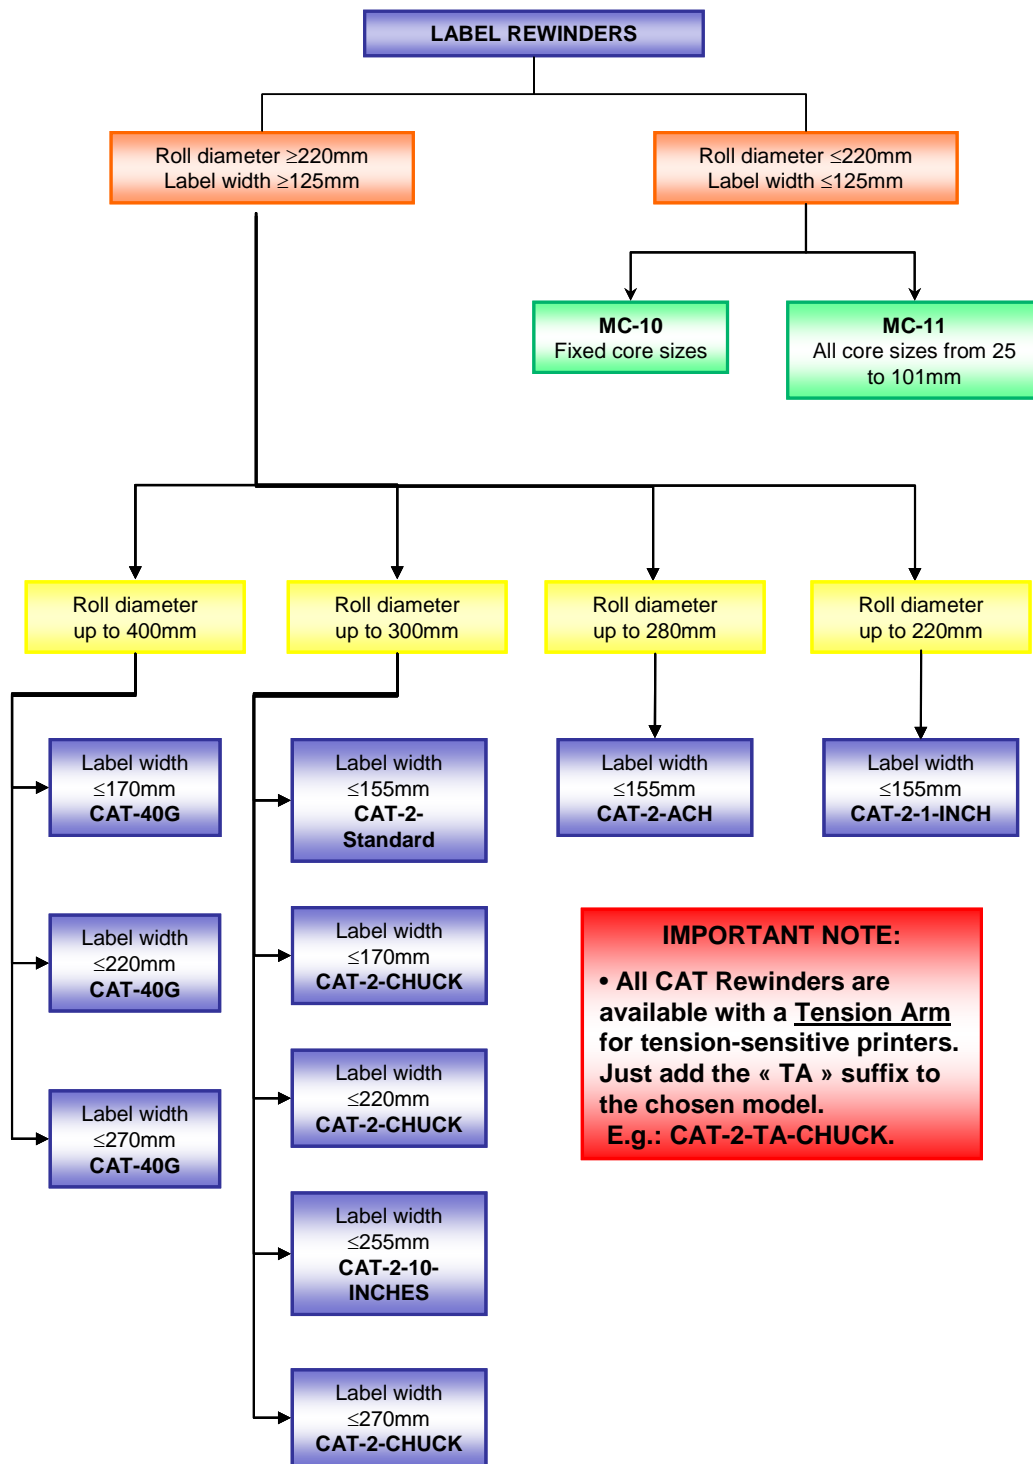 LABEL REWINDERS
Roll diameter ≥220mm
Label width ≥125mm
Roll diameter ≤220mm
Label width ≤125mm
MC-10
Fixed core sizes
MC-11
All core sizes from 25
to 101mm
Roll diameter
up to 400mm
Roll diameter
up to 300mm
Roll diameter
up to 280mm
Roll diameter
up to 220mm
Label width
≤170mm
CAT-40G
Label width
≤220mm
CAT-40G
Label width
≤270mm
CAT-40G
Label width
≤155mm
CAT-2-
Standard
Label width
≤170mm
CAT-2-CHUCK
Label width
≤220mm
CAT-2-CHUCK
Label width
≤255mm
CAT-2-10-
INCHES
Label width
≤270mm
CAT-2-CHUCK
Label width
≤155mm
CAT-2-ACH
Label width
≤155mm
CAT-2-1-INCH
IMPORTANT NOTE:
• All CAT Rewinders are
available with a Tension Arm
for tension-sensitive printers.
Just add the « TA » suffix to
the chosen model.
E.g.: CAT-2-TA-CHUCK.